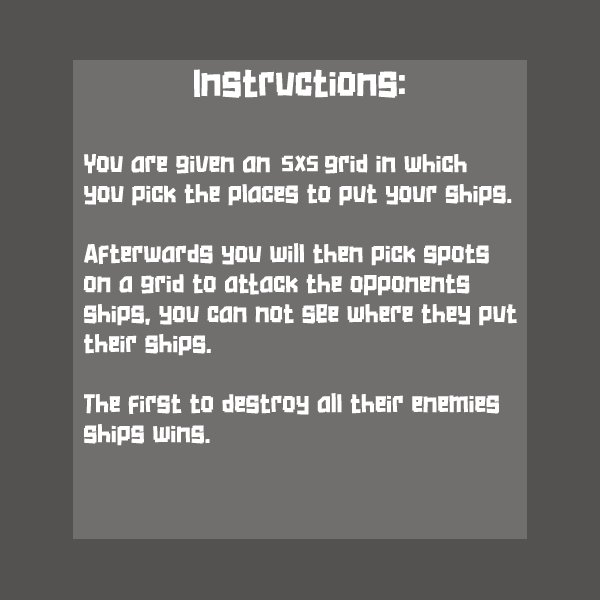 Instructions:
You are given an 5x5 grid in which
you pick the places to put your ships.
Afterwards you will then pick spots
on a grid to attack the opponents
ships, you can not see where they put
their ships.
The first to destroy all their enemies
ships wins.